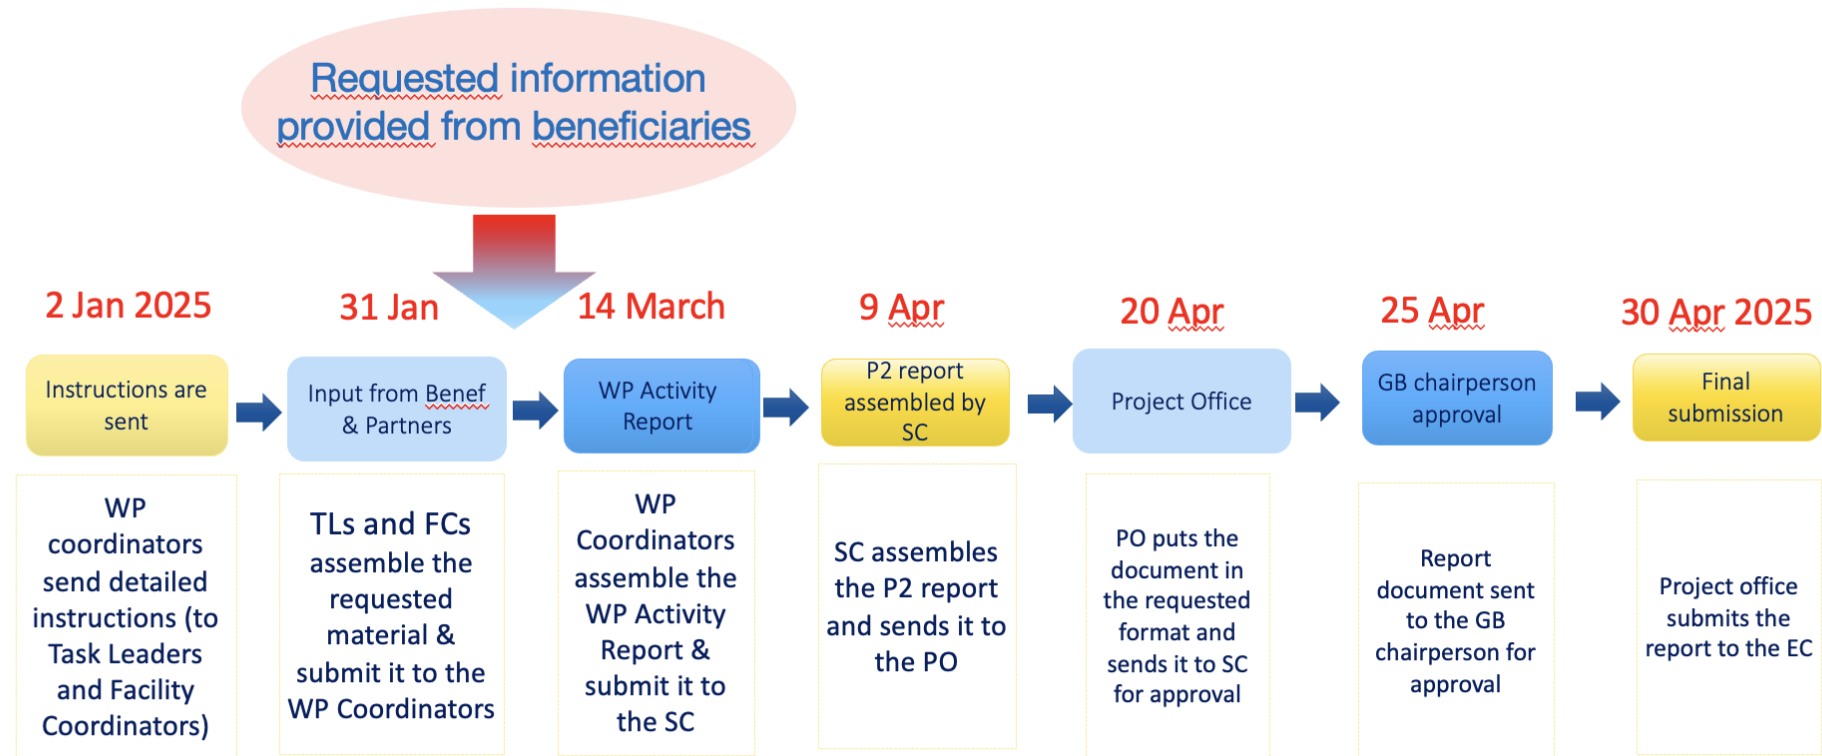 Requested information
provided from beneficiaries
2 Jan 2025
31 Jan
14 March
9 Apr
20 Apr
25 Apr
30 Apr 2025
Instructions are
sent
Input from Benef
& Partners
WP Activity
Report
P2 report
assembled by
SC
Project Office
GB chairperson
approval
Final
submission
WP
coordinators
send detailed
instructions (to
Task Leaders
and Facility
Coordinators)
TLs and FCs
assemble the
requested
material &
submit it to the
WP Coordinators
WP
Coordinators
assemble the
WP Activity
Report &
submit it to
the SC
SC assembles
the P2 report
and sends it to
the PO
PO puts the
document in
the requested
format and
sends it to SC
for approval
Report
document sent
to the GB
chairperson for
approval
Project office
submits the
report to the EC